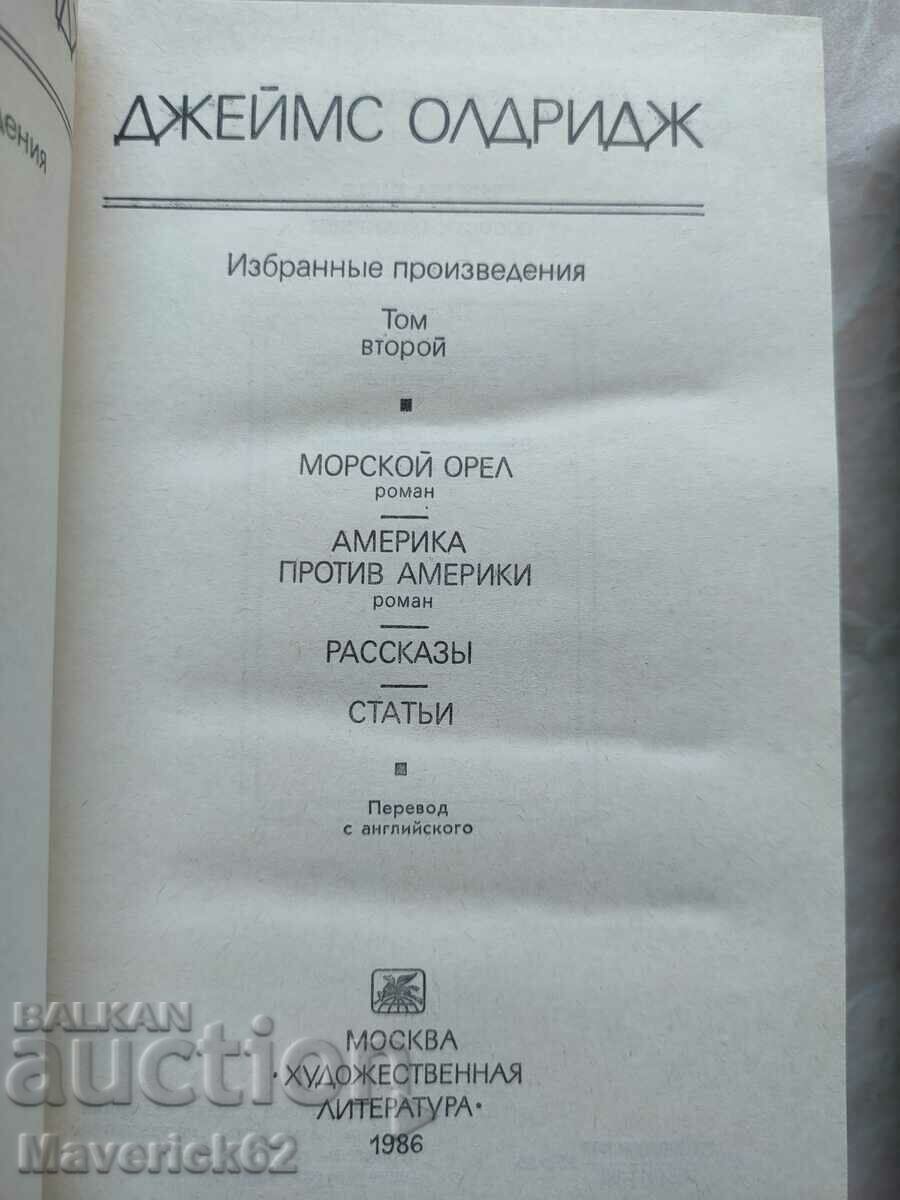 дения
ДЖЕЙМС ОЛДРИДЖ
Избранные произведения
Том
второй
МОРСКОЙ ОРЕЛ
роман
АМЕРИКА
ПРОТИВ АМЕРИКИ
роман
РАССКАЗЫ
СТАТЬИ
Перевод
с английского
МОСКВА
·ХУДОЖЕСТВЕННАЯ
ЛИТЕРАТУРА·
1986
BALKAN
auction
Maverick62